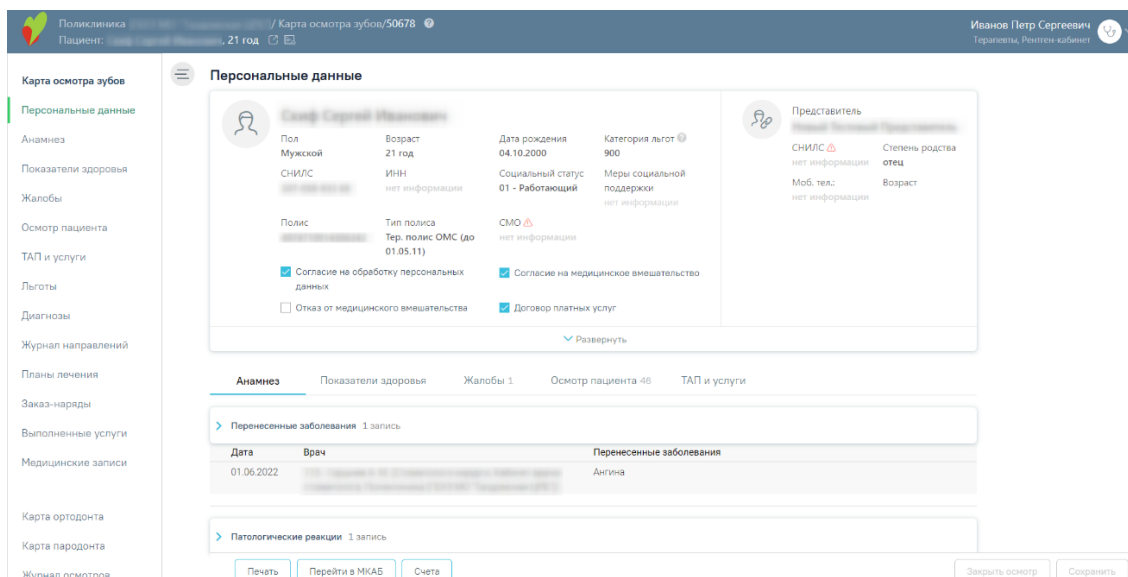 Поликлиника / Карта осмотра зубов/50678
Пациент: , 21 год
Иванов Петр Сергеевич
Терапевты, Рентген-кабинет
Карта осмотра зубов
Персональные данные
Анамнез
Показатели здоровья
Жалобы
Осмотр пациента
ТАП и услуги
Льготы
Диагнозы
Журнал направлений
Планы лечения
Заказ-наряды
Выполненные услуги
Медицинские записи
Карта ортодонта
Карта пародонта
Журнал осмотров
Персональные данные
Пол Возраст Дата рождения Категория льгот
Мужской 21 год 04.10.2000 900
СНИЛС ИНН Социальный статус Меры социальной
нет информации 01 - Работающий поддержки
нет информации
Полис Тип полиса СМО
Тер. полис ОМС (до нет информации
01.05.11)
Согласие на обработку персональных Согласие на медицинское вмешательство
данных
Отказ от медицинского вмешательства Договор платных услуг
Представитель
СНИЛС Степень родства
нет информации отец
Моб. тел.: Возраст
нет информации
Развернуть
Анамнез Показатели здоровья Жалобы 1 Осмотр пациента 46 ТАП и услуги
Перенесенные заболевания 1 запись
Дата Врач Перенесенные заболевания
01.06.2022 Ангина
Патологические реакции 1 запись
Печать Перейти в МКАБ Счета Закрыть осмотр Сохранить